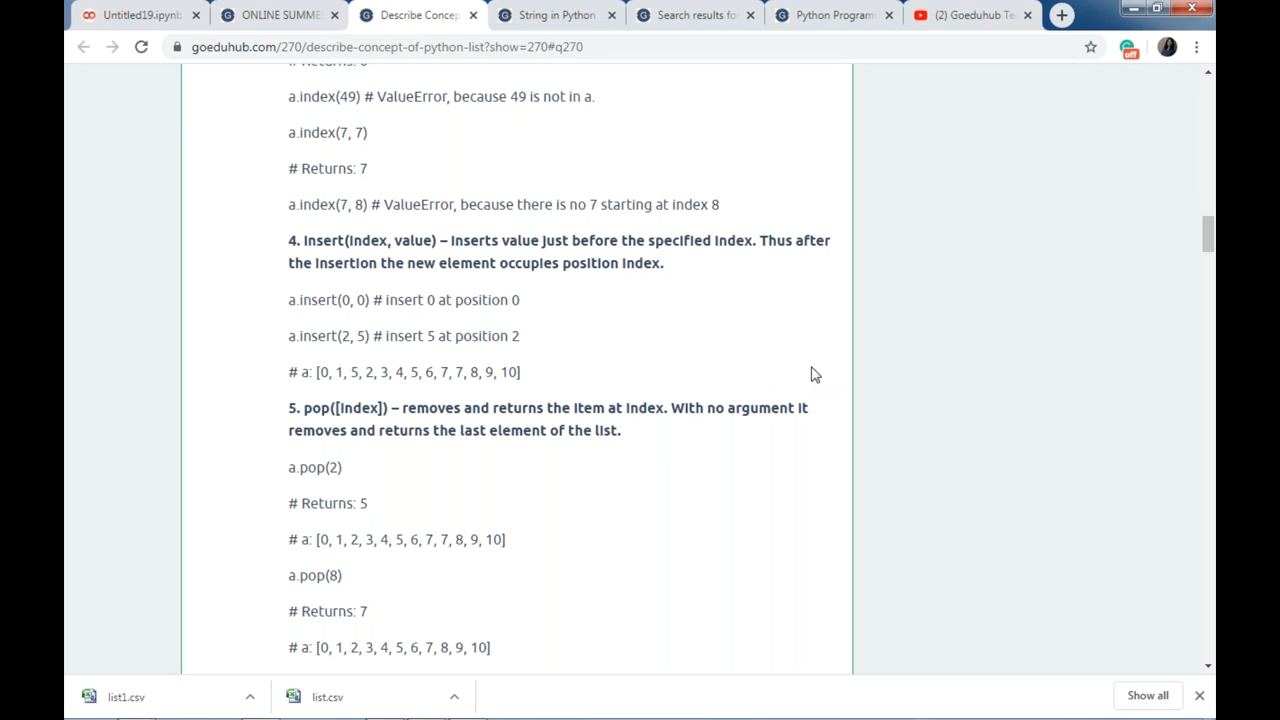 Untitled19.ipynb
ONLINE SUMME
Describe Concep
String in Python
Search results fo
Python Program
(2) Goeduhub Te
goeduhub.com/270/describe-concept-of-python-list?show=270#q270
off
a.index(49) # ValueError, because 49 is not in a.
a.index(7, 7)
# Returns: 7
a.index(7, 8) # ValueError, because there is no 7 starting at index 8
4. insert(index, value) – inserts value just before the specified index. Thus after
the insertion the new element occupies position index.
a.insert(0, 0) # insert 0 at position 0
a.insert(2, 5) # insert 5 at position 2
# a: [0, 1, 5, 2, 3, 4, 5, 6, 7, 7, 8, 9, 10]
5. pop([index]) – removes and returns the item at index. With no argument it
removes and returns the last element of the list.
a.pop(2)
# Returns: 5
# a: [0, 1, 2, 3, 4, 5, 6, 7, 7, 8, 9, 10]
a.pop(8)
# Returns: 7
# a: [0, 1, 2, 3, 4, 5, 6, 7, 8, 9, 10]
list1.csv
list.csv
Show all